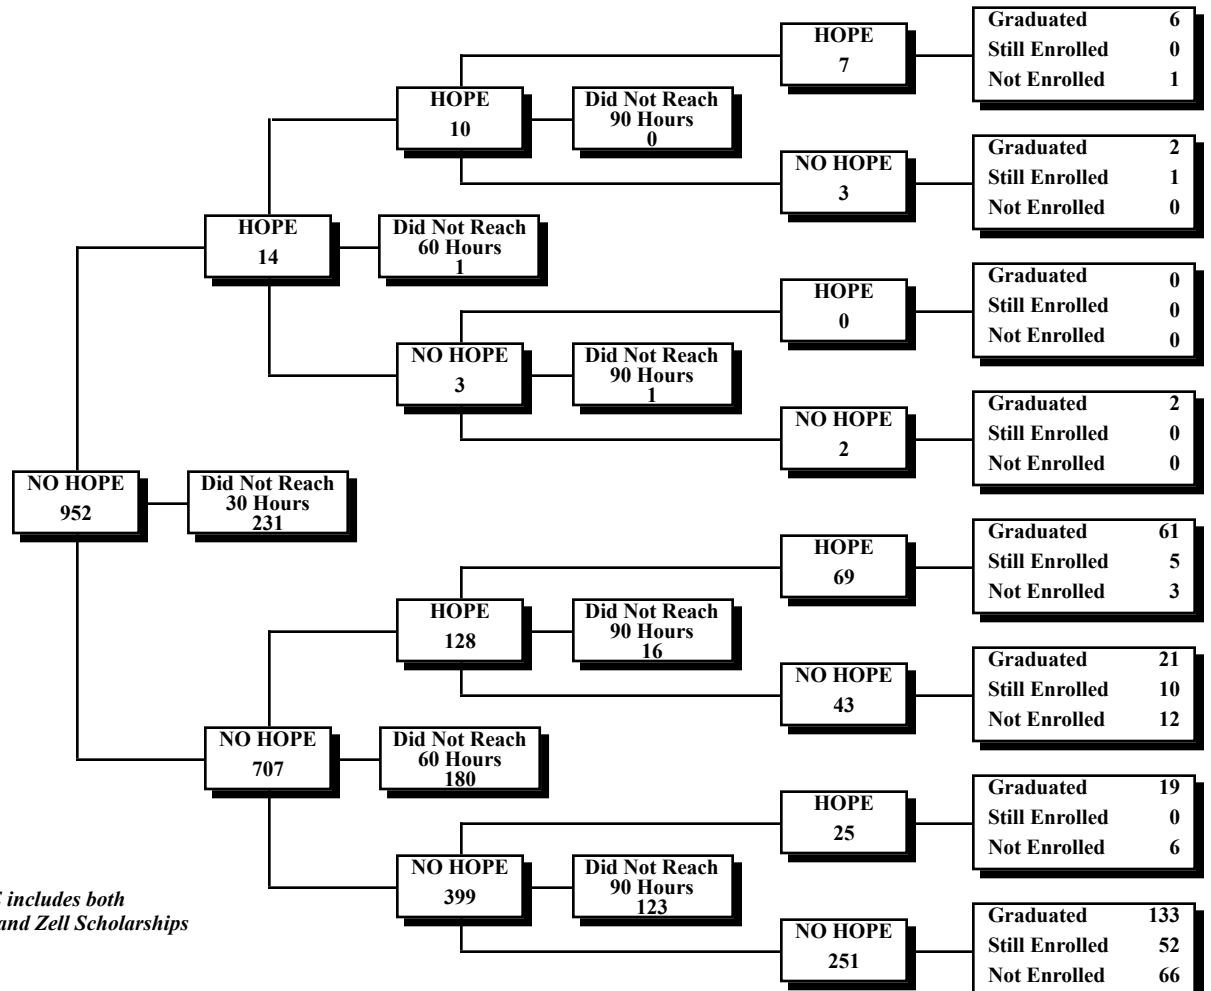 Graduated 6
HOPE
Still Enrolled 0
7
Not Enrolled 1
HOPE
10
Did Not Reach
90 Hours
0
Graduated 2
NO HOPE
Still Enrolled 1
3
Not Enrolled 0
HOPE
14
Did Not Reach
60 Hours
1
Graduated 0
HOPE
Still Enrolled 0
0
Not Enrolled 0
NO HOPE
3
Did Not Reach
90 Hours
1
Graduated 2
NO HOPE
Still Enrolled 0
2
Not Enrolled 0
NO HOPE
952
Did Not Reach
30 Hours
231
Graduated 61
HOPE
Still Enrolled 5
69
Not Enrolled 3
HOPE
128
Did Not Reach
90 Hours
16
Graduated 21
NO HOPE
Still Enrolled 10
43
Not Enrolled 12
NO HOPE
707
Did Not Reach
60 Hours
180
Graduated 19
HOPE
Still Enrolled 0
25
Not Enrolled 6
NO HOPE
399
Did Not Reach
90 Hours
123
includes both
and Zell Scholarships
Graduated 133
NO HOPE
Still Enrolled 52
251
Not Enrolled 66